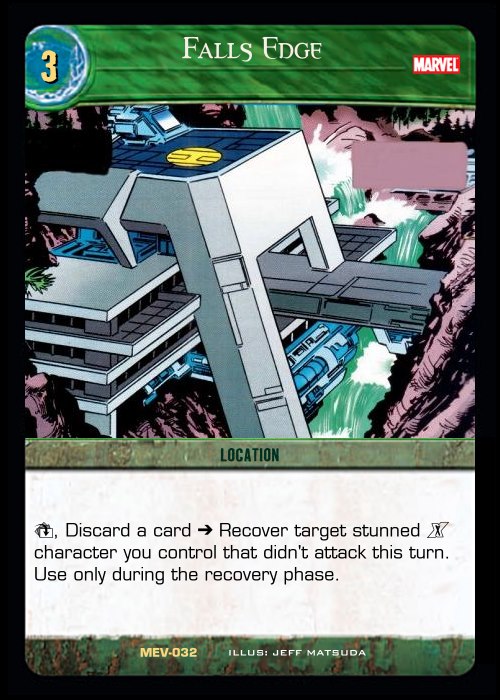 3
FALLS EDGE
MARVEL
LOCATION
, Discard a card ➔ Recover target stunned
character you control that didn't attack this turn.
Use only during the recovery phase.
MEV-032 ILLUS: JEFF MATSUDA